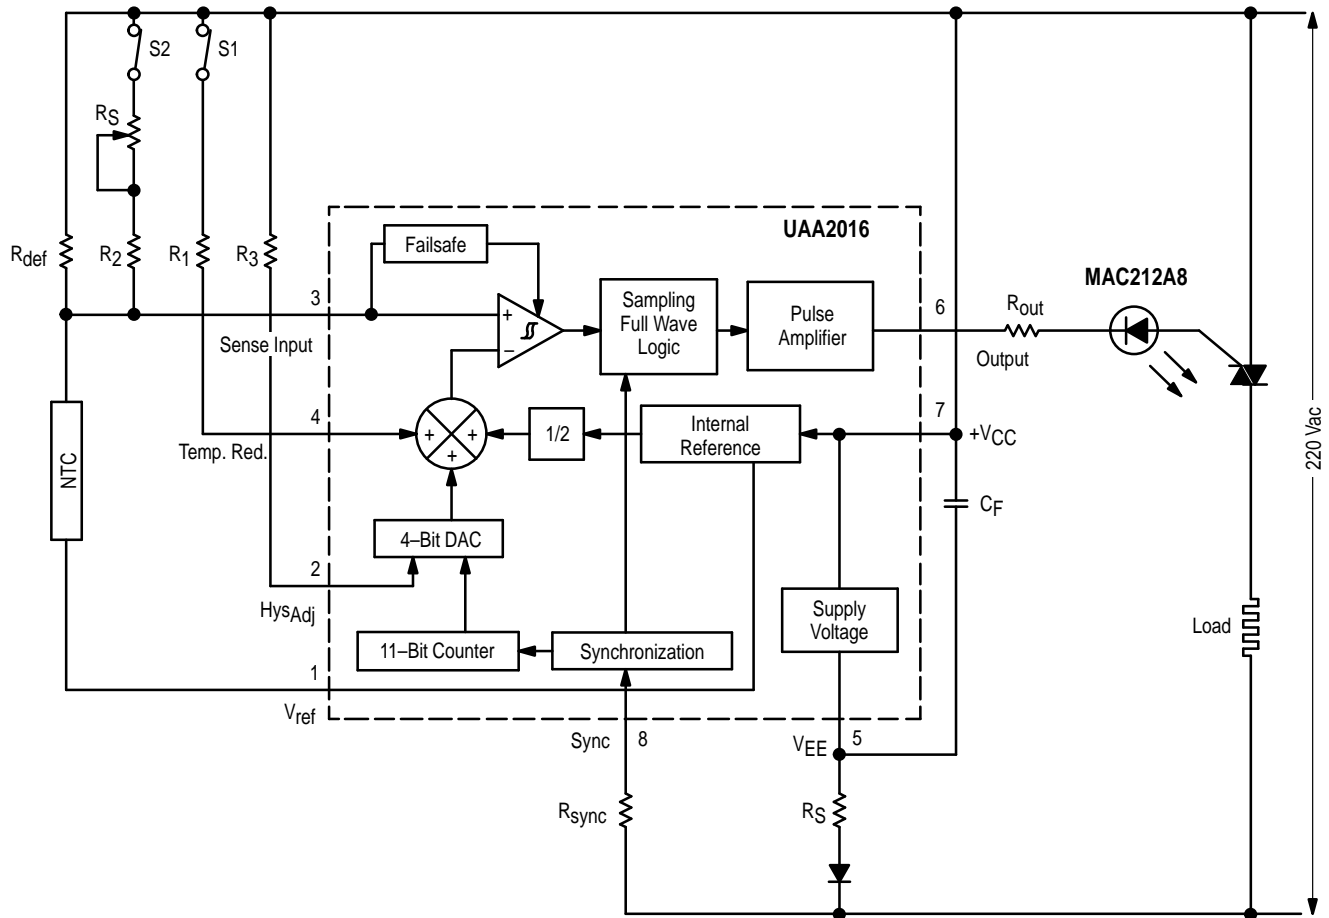 S2
S1
RS
UAA2016
Failsafe
Rdef
R2
R1
R3
MAC212A8
3
+
–
Sampling
Full Wave
Logic
Pulse
Amplifier
6
Rout
Sense Input
Output
4
Temp. Red.
+
+
+
1/2
Internal
Reference
7
+VCC
220 Vac
NTC
CF
4–Bit DAC
2
HysAdj
Supply
Voltage
Load
11–Bit Counter
Synchronization
1
Vref
Sync
8
VEE
5
Rsync
RS